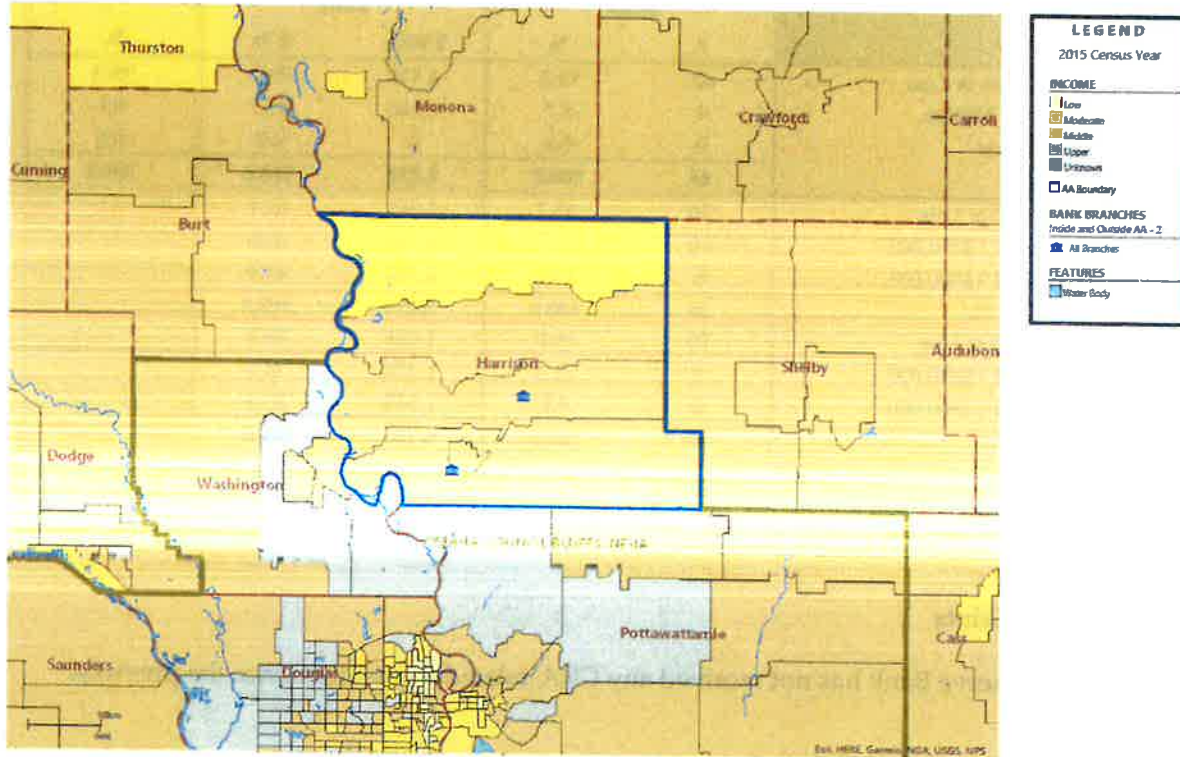 Thurston
Monona
Crawford
Carroll
Cuming
Burt
Harrison
Shelby
Audubon
Dodge
Washington
Pottawattamie
Cass
Saunders
Douglas
Esri, HERE, Garmin, NGA, USGS, NPS
LEGEND
2015 Census Year
INCOME
Low
Moderate
Middle
Upper
Unknown
AA Boundary
BANK BRANCHES
Inside and Outside AA - 2
All Branches
FEATURES
Water Body